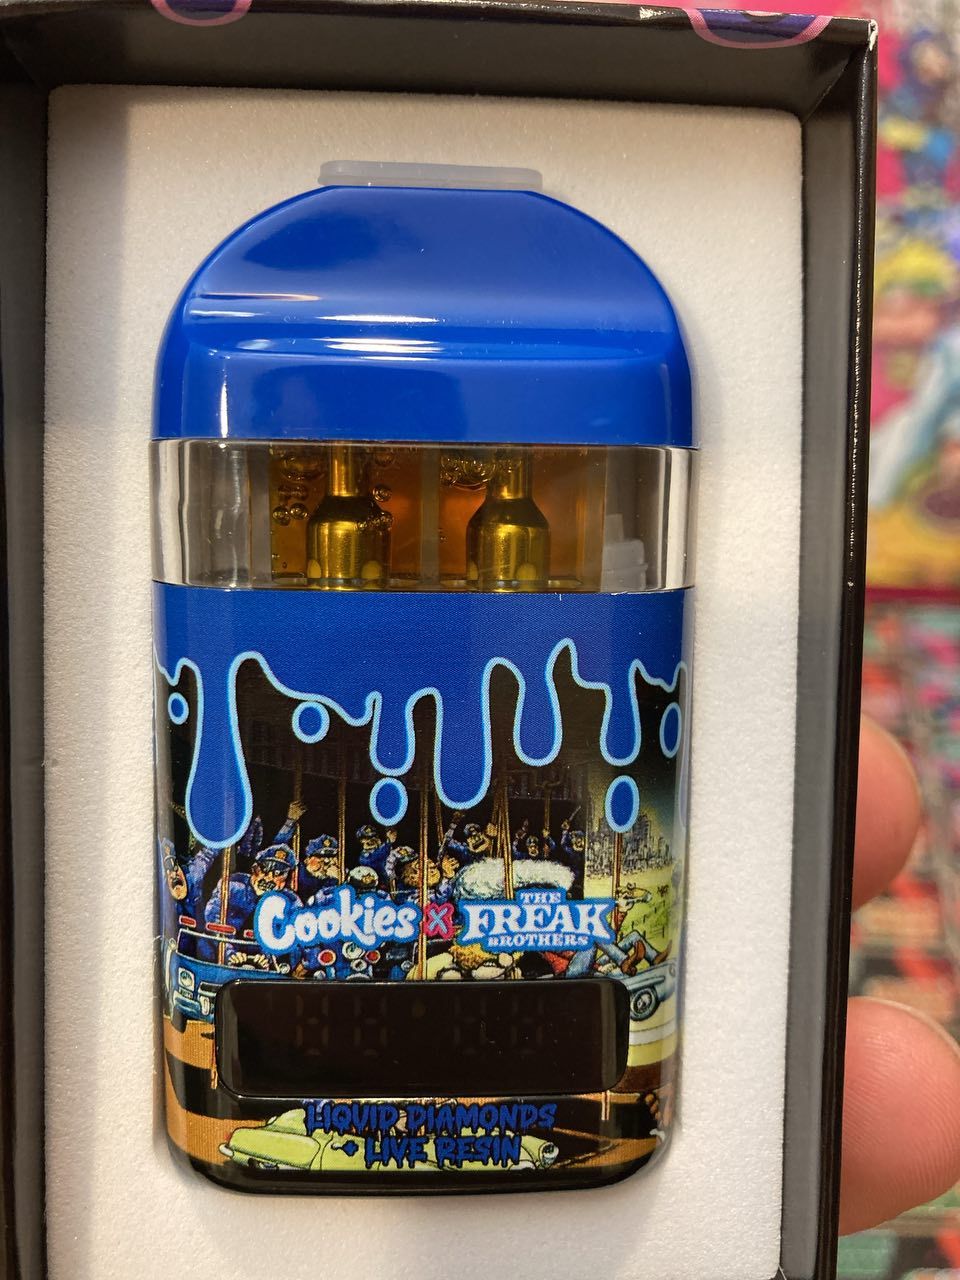 Cookies X THE FREAK BROTHERS
LIQUID DIAMONDS
+ LIVE RESIN